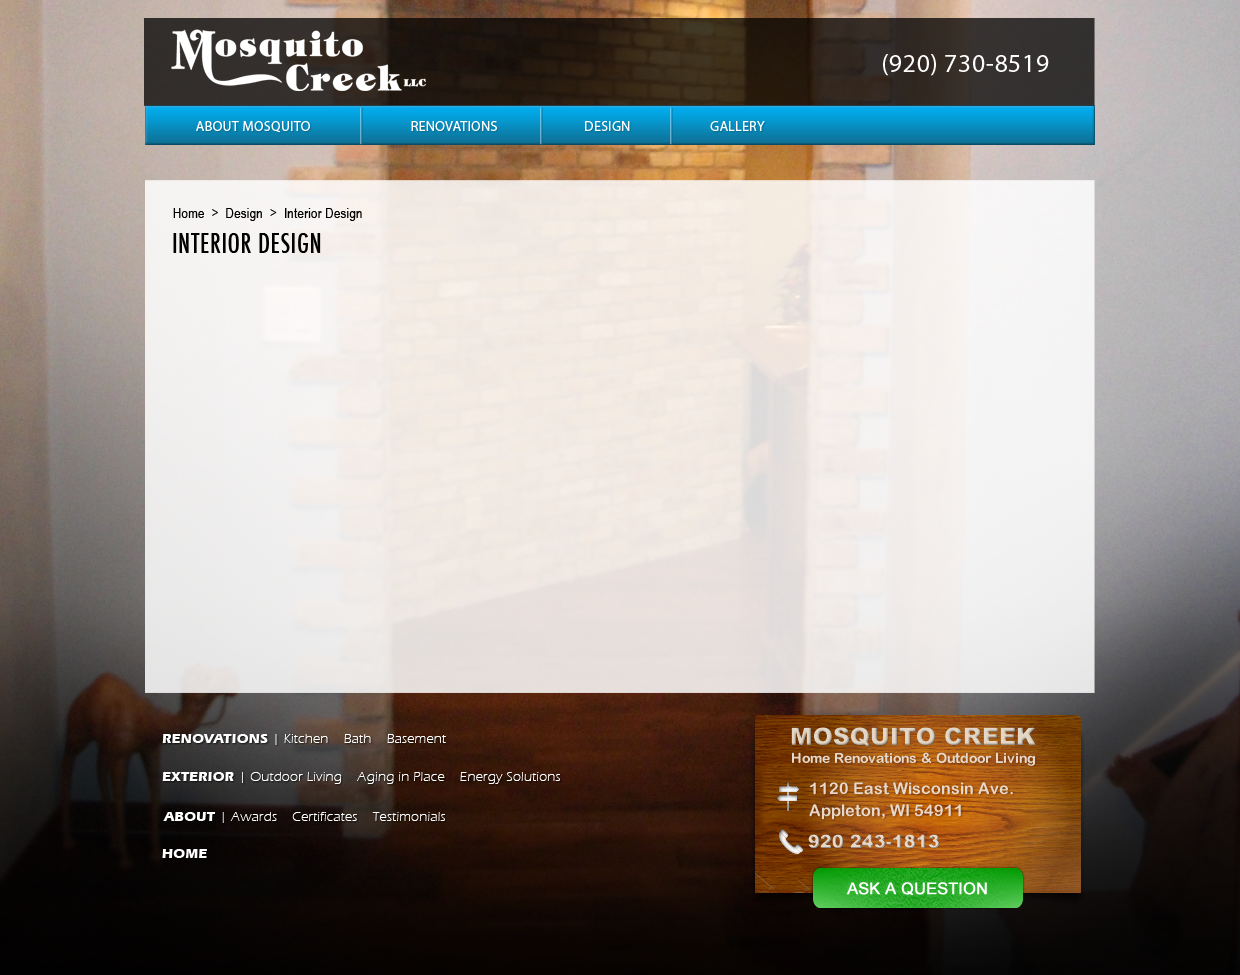 Mosquito
Creek LLC
(920) 730-8519
ABOUT MOSQUITO RENOVATIONS DESIGN GALLERY
Home > Design > Interior Design
INTERIOR DESIGN
RENOVATIONS | Kitchen Bath Basement
EXTERIOR | Outdoor Living Aging in Place Energy Solutions
ABOUT | Awards Certificates Testimonials
HOME
MOSQUITO CREEK
Home Renovations & Outdoor Living
1120 East Wisconsin Ave.
Appleton, WI 54911
920 243-1813
ASK A QUESTION